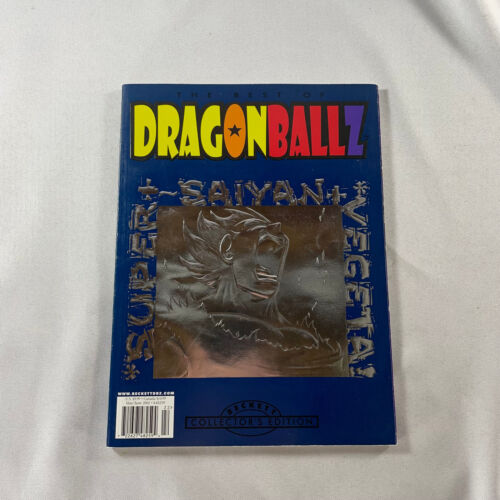 THE BEST OF
DRAGONBALLZ
*SUPER+~SAIYAN+*VEGETA!
WWW.BECKETTDBZ.COM
BECKETT
COLLECTOR'S EDITION